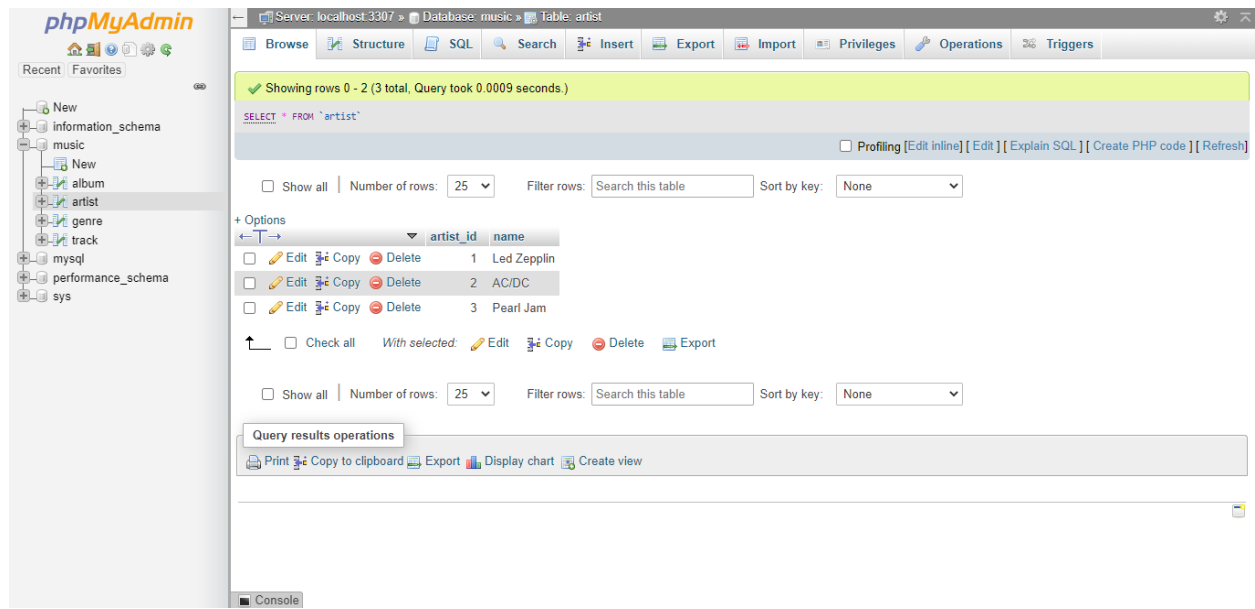 phpMyAdmin
Recent Favorites
New
information_schema
music
New
album
artist
genre
track
mysql
performance_schema
sys
Server: localhost:3307 » Database: music » Table: artist
Browse Structure SQL Search Insert Export Import Privileges Operations Triggers
Showing rows 0 - 2 (3 total, Query took 0.0009 seconds.)
SELECT * FROM `artist`
Profiling [Edit inline] [ Edit ] [ Explain SQL ] [ Create PHP code ] [ Refresh]
Show all Number of rows: 25 Filter rows: Search this table Sort by key: None
+ Options
←T→ artist_id name
Edit Copy Delete 1 Led Zepplin
Edit Copy Delete 2 AC/DC
Edit Copy Delete 3 Pearl Jam
Check all With selected: Edit Copy Delete Export
Show all Number of rows: 25 Filter rows: Search this table Sort by key: None
Query results operations
Print Copy to clipboard Export Display chart Create view
Console